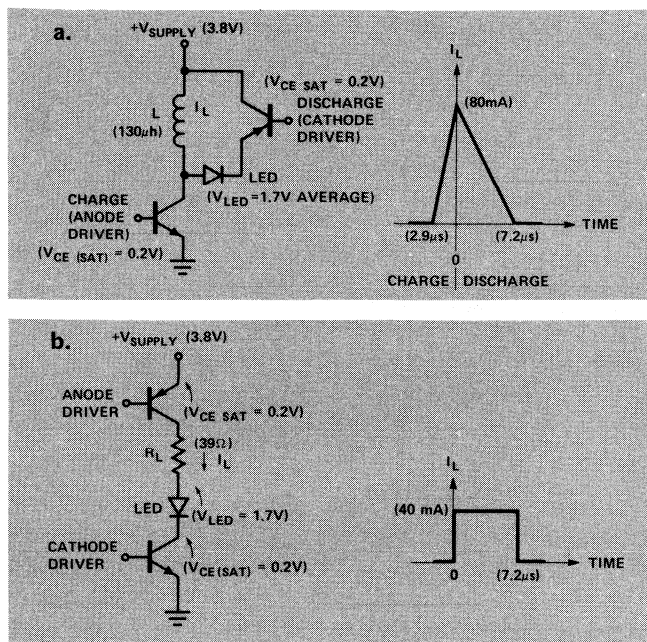 a.
+VSUPPLY (3.8V)
L
(130μh)
IL
(VCE SAT = 0.2V)
DISCHARGE
(CATHODE
DRIVER)
LED
(VLED=1.7V AVERAGE)
CHARGE
(ANODE
DRIVER)
(VCE (SAT) = 0.2V)
IL
(80mA)
TIME
(2.9μs)
(7.2μs)
0
CHARGE
DISCHARGE
b.
+VSUPPLY (3.8V)
ANODE
DRIVER
(VCE SAT = 0.2V)
RL
(39Ω)
IL
LED
(VLED = 1.7V)
CATHODE
DRIVER
(VCE(SAT) = 0.2V)
IL
(40 mA)
TIME
0
(7.2μs)